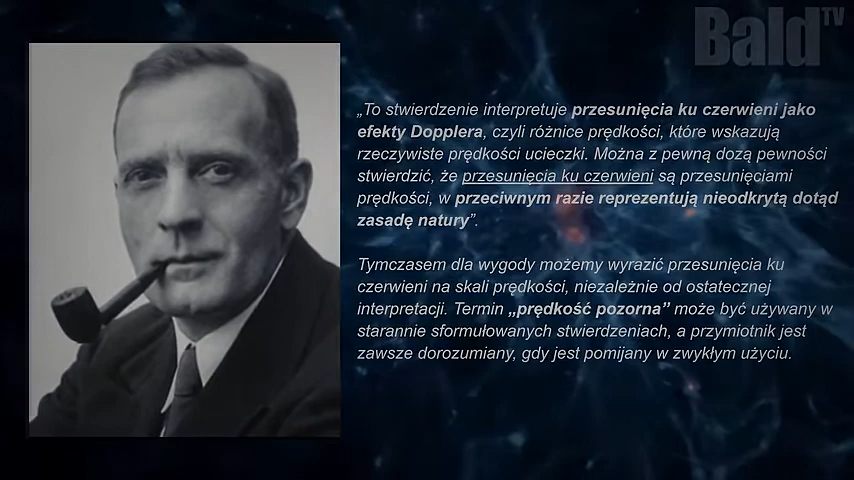 Bald TV
„To stwierdzenie interpretuje przesunięcia ku czerwieni jako
efekty Dopplera, czyli różnice prędkości, które wskazują
rzeczywiste prędkości ucieczki. Można z pewną dozą pewności
stwierdzić, że przesunięcia ku czerwieni są przesunięciami
prędkości, w przeciwnym razie reprezentują nieodkrytą dotąd
zasadę natury”.
Tymczasem dla wygody możemy wyrazić przesunięcia ku
czerwieni na skali prędkości, niezależnie od ostatecznej
interpretacji. Termin „prędkość pozorna” może być używany w
starannie sformułowanych stwierdzeniach, a przymiotnik jest
zawsze dorozumiany, gdy jest pomijany w zwykłym użyciu.